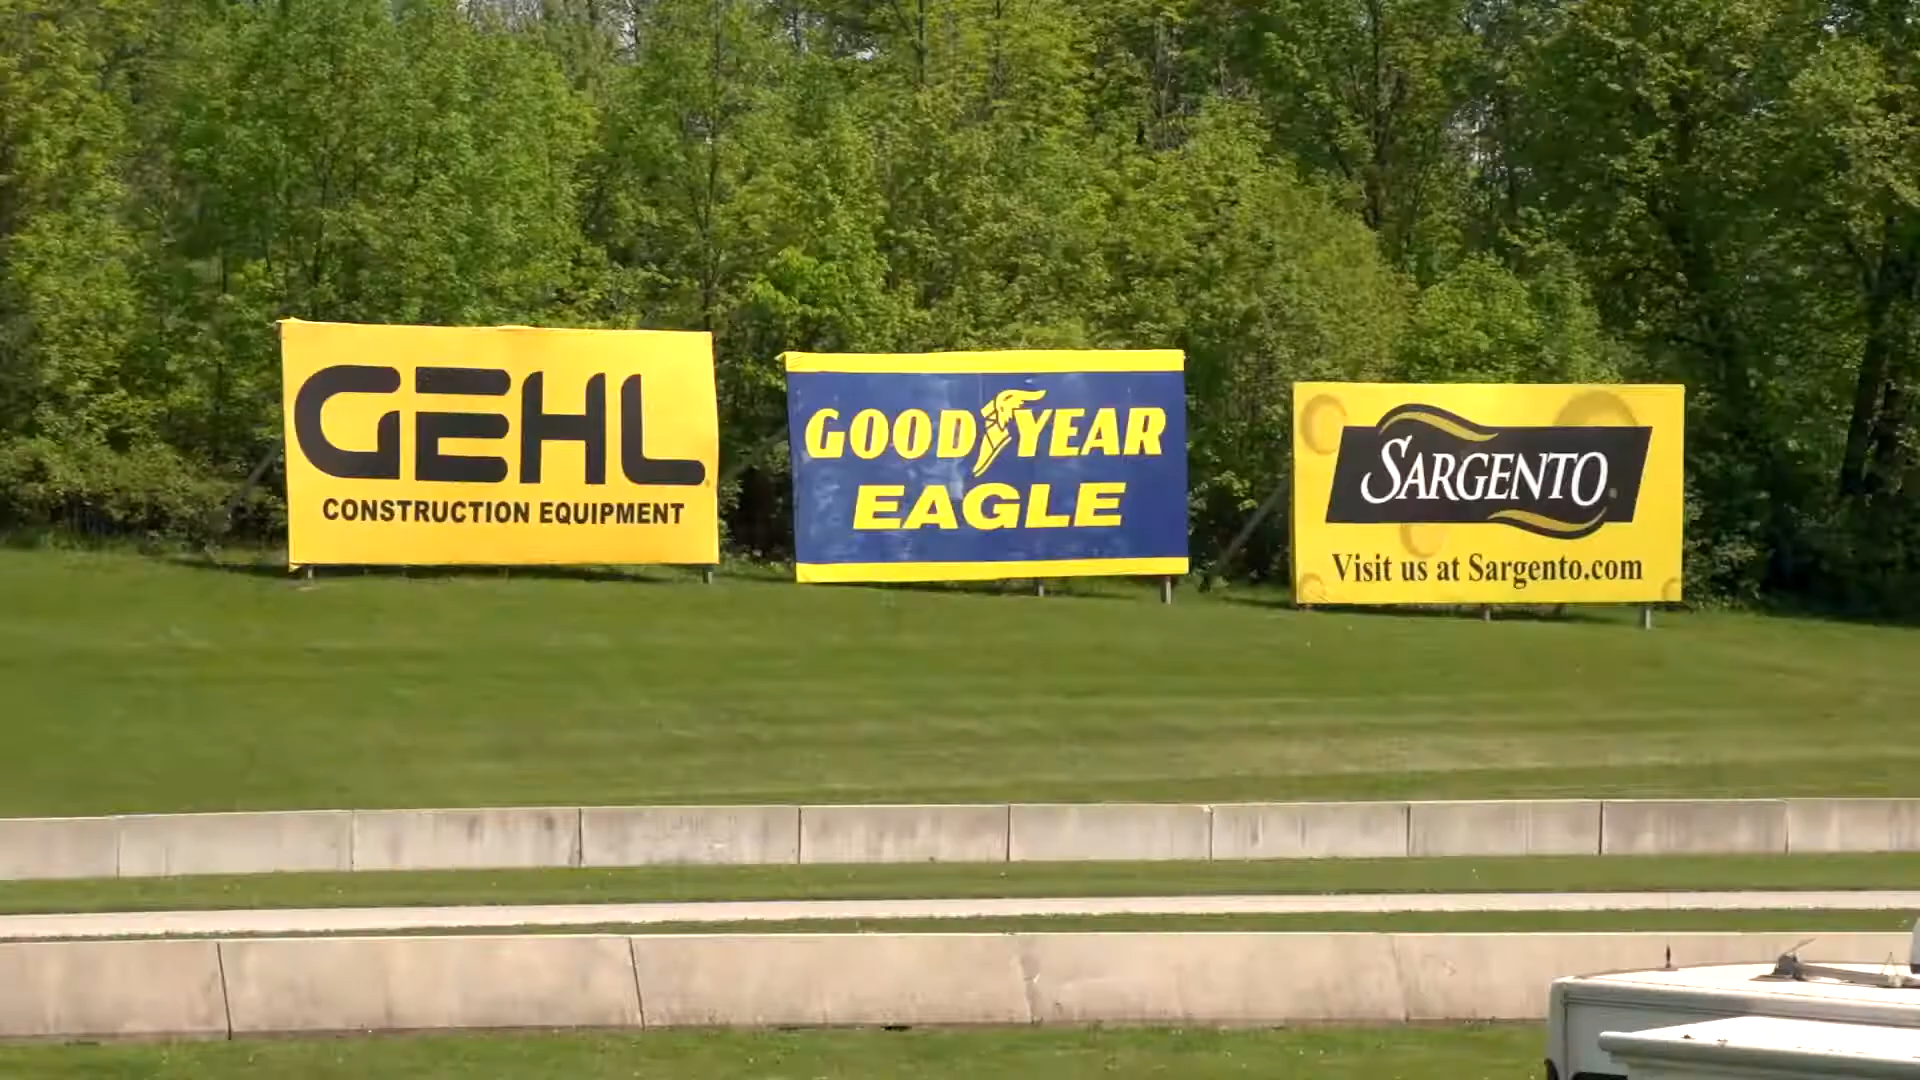 GEHL
CONSTRUCTION EQUIPMENT
GOODYEAR
EAGLE
SARGENTO
Visit us at Sargento.com